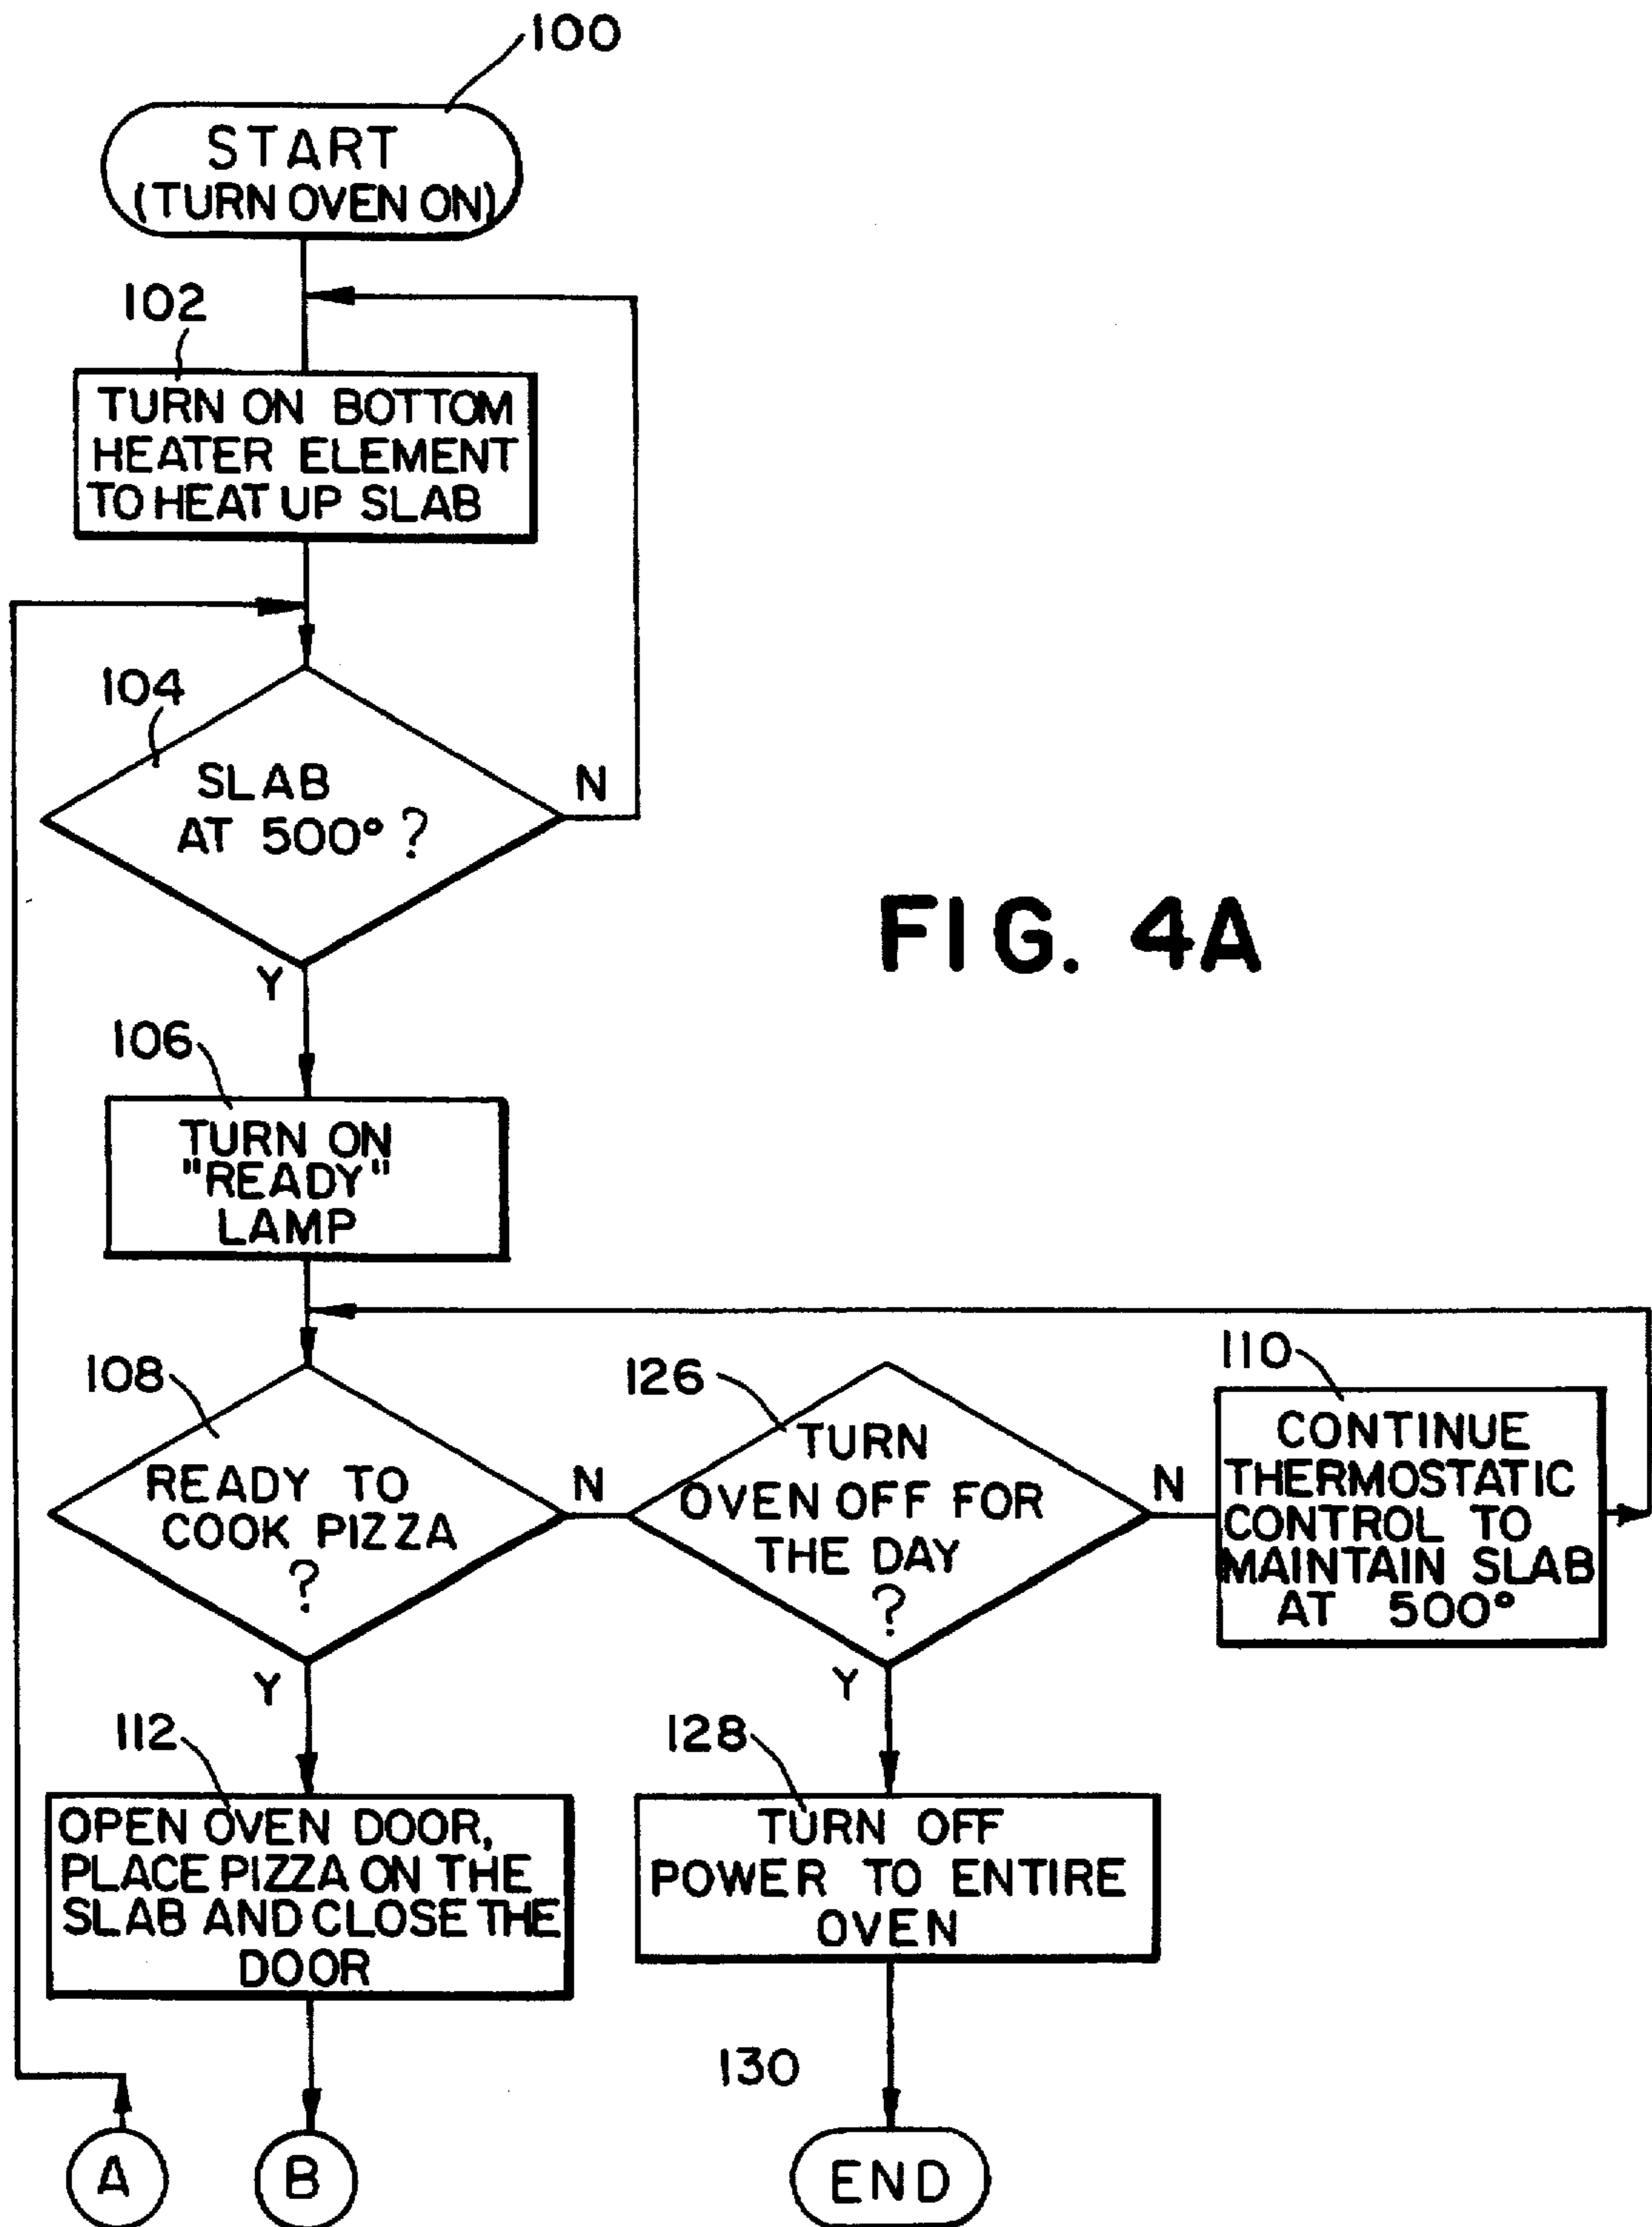 100
START
(TURN OVEN ON)
102
TURN ON BOTTOM
HEATER ELEMENT
TO HEAT UP SLAB
104
SLAB
AT 500° ?
N
Y
FIG. 4A
106
TURN ON
"READY"
LAMP
108
READY TO
COOK PIZZA
?
N
Y
126
TURN
OVEN OFF FOR
THE DAY
?
N
Y
110
CONTINUE
THERMOSTATIC
CONTROL TO
MAINTAIN SLAB
AT 500°
112
OPEN OVEN DOOR,
PLACE PIZZA ON THE
SLAB AND CLOSE THE
DOOR
128
TURN OFF
POWER TO ENTIRE
OVEN
130
A
B
END